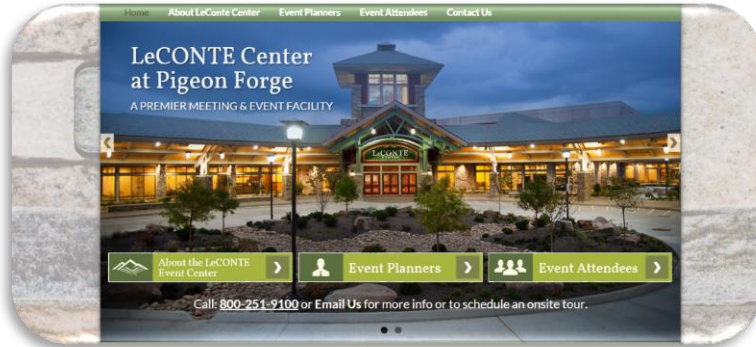 Home About LeConte Center Event Planners Event Attendees Contact Us
LeCONTE Center
at Pigeon Forge
A PREMIER MEETING & EVENT FACILITY
LeCONTE
About the LeCONTE
Event Center
Event Planners
Event Attendees
Call: 800-251-9100 or Email Us for more info or to schedule an onsite tour.